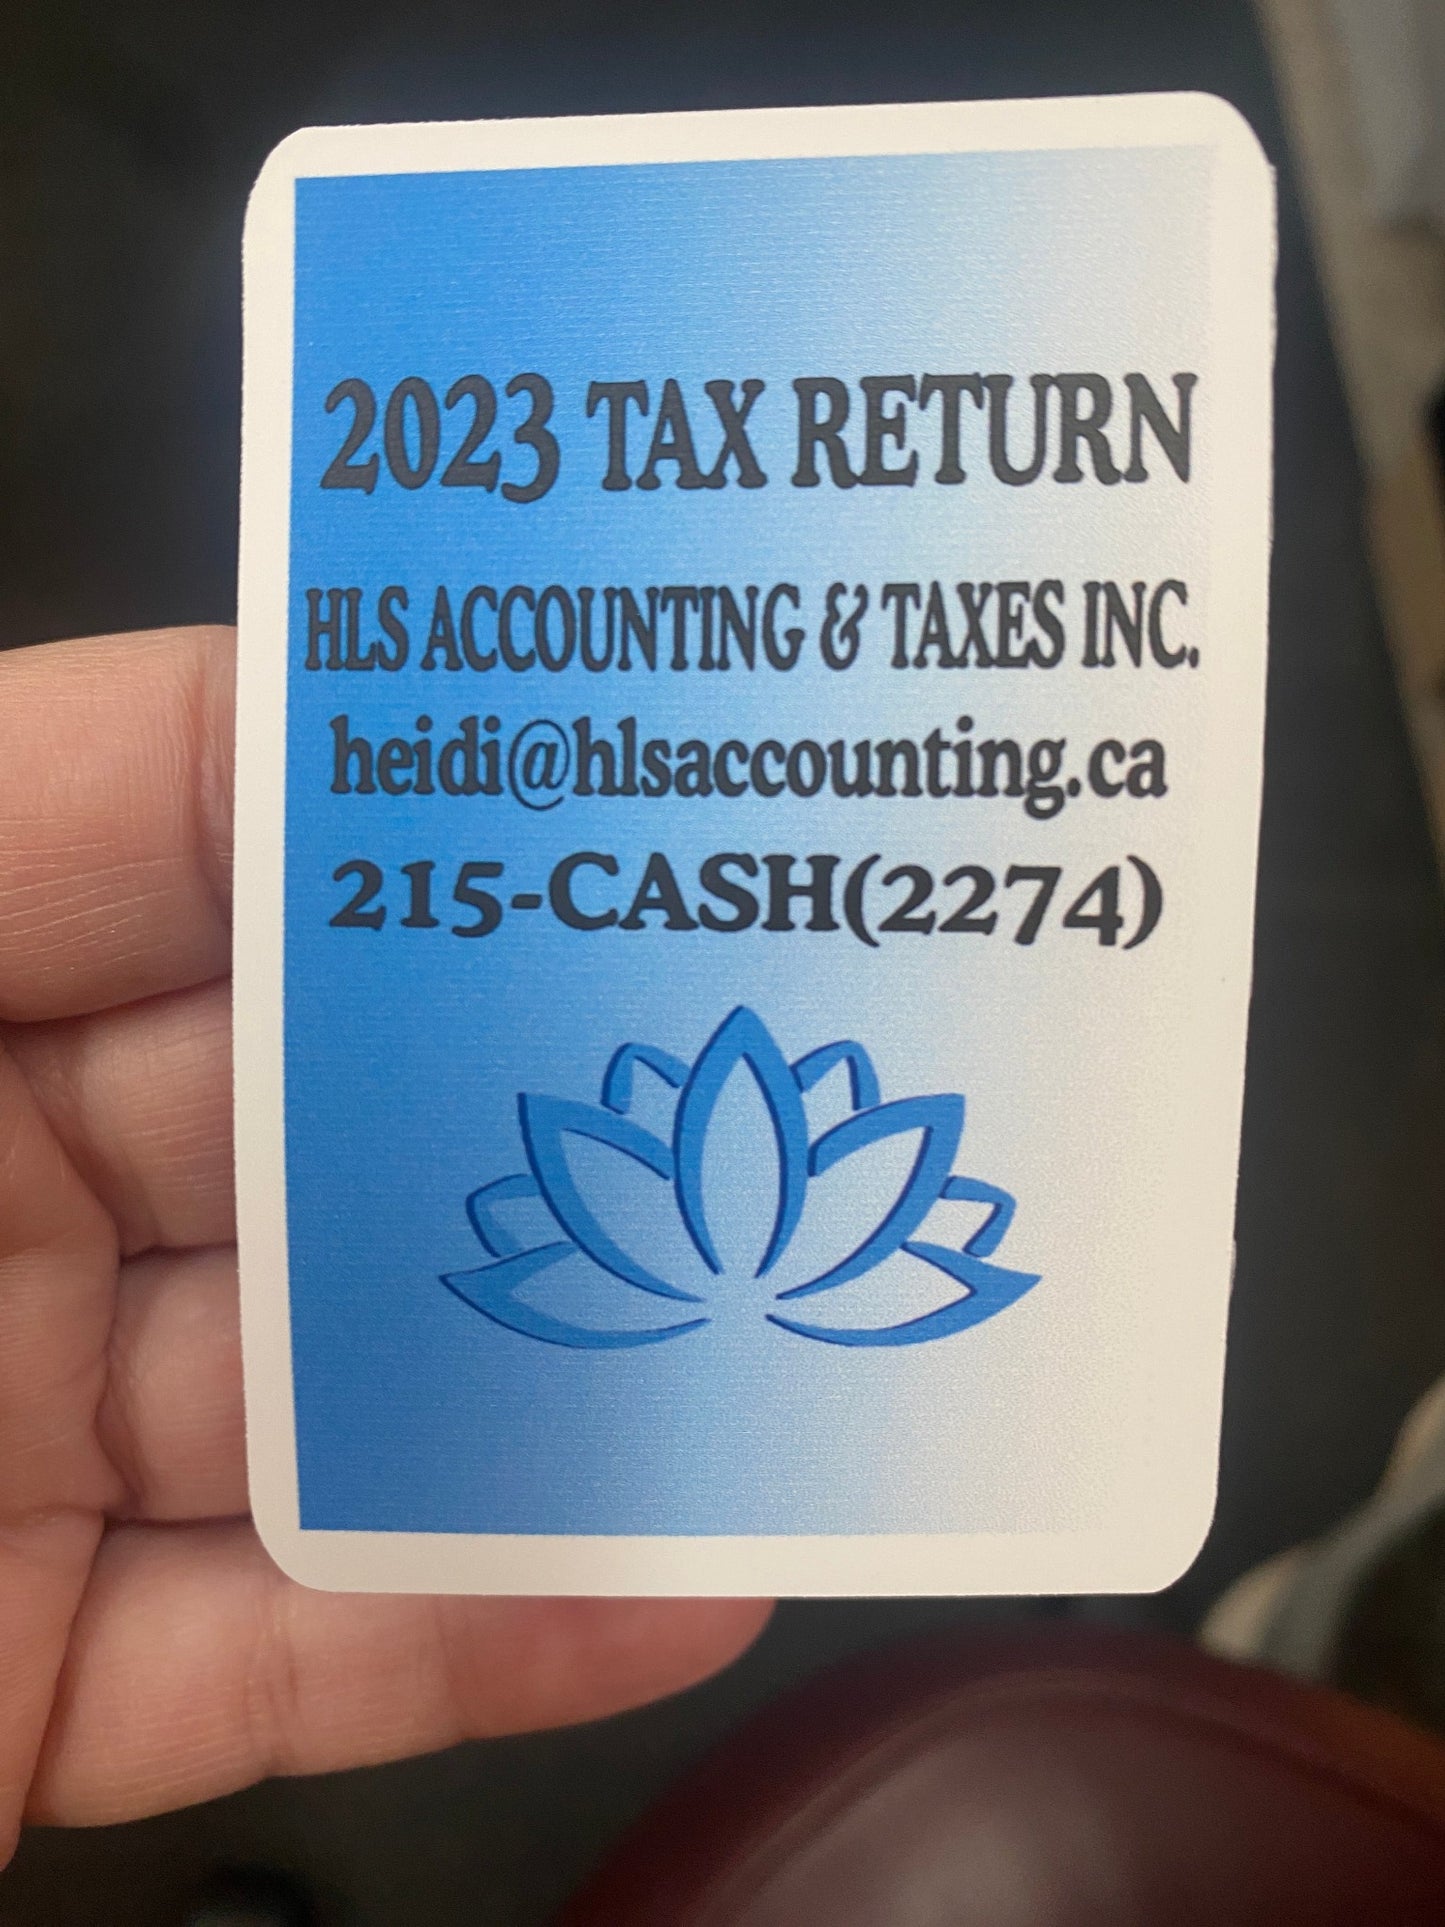 2023 TAX RETURN
HLS ACCOUNTING & TAXES INC.
heidi@hlsaccounting.ca
215-CASH(2274)